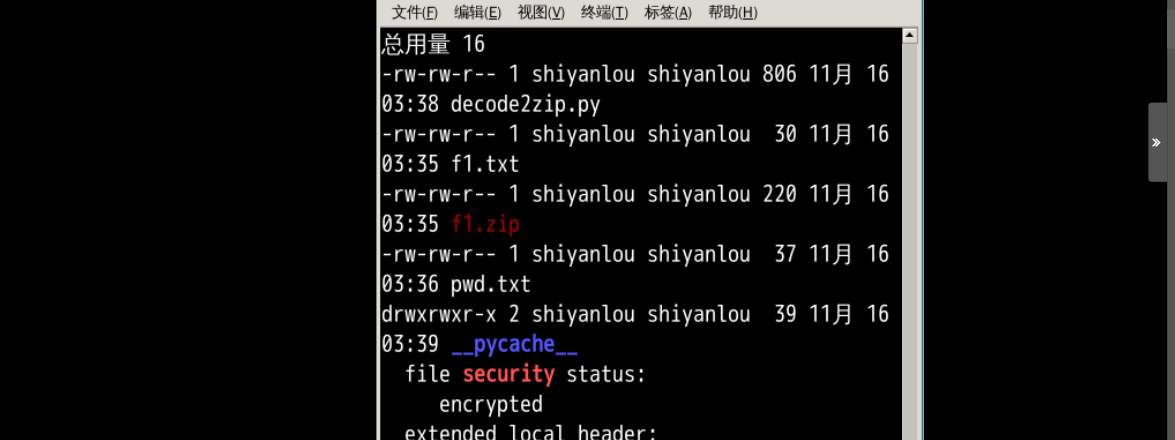 文件(F) 编辑(E) 视图(V) 终端(T) 标签(A) 帮助(H)
总用量 16
-rw-rw-r-- 1 shiyanlou shiyanlou 806 11月 16
03:38 decode2zip.py
-rw-rw-r-- 1 shiyanlou shiyanlou  30 11月 16
03:35 f1.txt
-rw-rw-r-- 1 shiyanlou shiyanlou 220 11月 16
03:35 f1.zip
-rw-rw-r-- 1 shiyanlou shiyanlou  37 11月 16
03:36 pwd.txt
drwxrwxr-x 2 shiyanlou shiyanlou  39 11月 16
03:39 __pycache__
  file security status:
     encrypted
  extended local header: